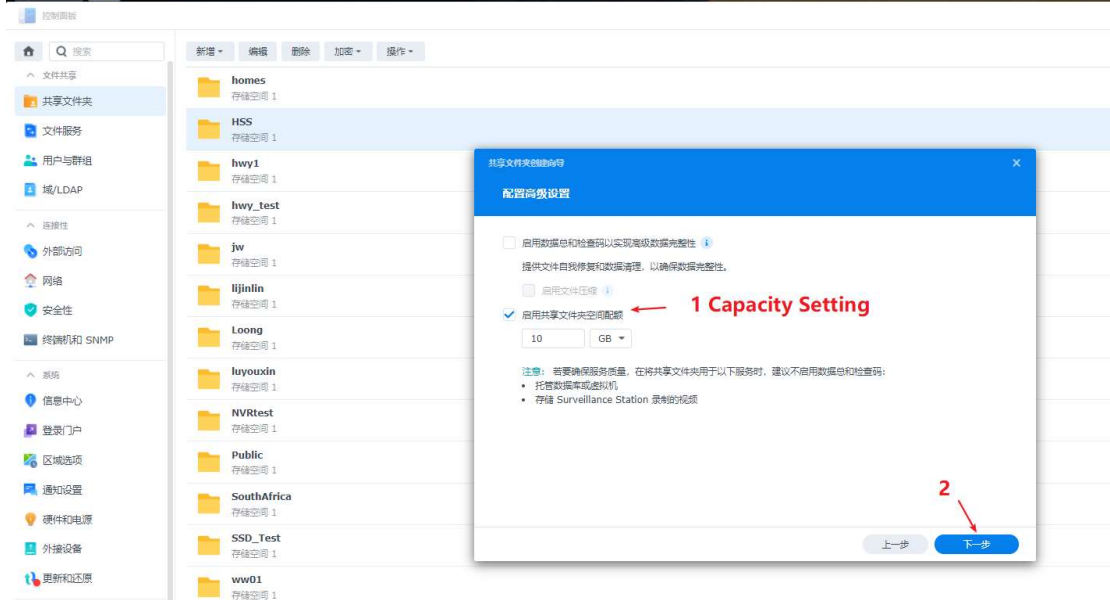 控制面板
搜索
文件共享
共享文件夹
文件服务
用户与群组
域/LDAP
连接性
外部访问
网络
安全性
终端机和 SNMP
系统
信息中心
登录门户
区域选项
通知设置
硬件和电源
外接设备
更新和还原
新增 编辑 删除 加密 操作
homes
存储空间 1
HSS
存储空间 1
hwy1
存储空间 1
hwy_test
存储空间 1
jw
存储空间 1
lijinlin
存储空间 1
Loong
存储空间 1
luyouxin
存储空间 1
NVRtest
存储空间 1
Public
存储空间 1
SouthAfrica
存储空间 1
SSD_Test
存储空间 1
ww01
存储空间 1
共享文件夹创建向导
配置高级设置
启用数据总和检查码以实现高级数据完整性
提供文件自我修复和数据清理，以确保数据完整性。
启用文件压缩
启用共享文件夹空间配额
1 Capacity Setting
10 GB
注意： 若要确保服务质量，在将共享文件夹用于以下服务时，建议不启用数据总和检查码：
• 托管数据库或虚拟机
• 存储 Surveillance Station 录制的视频
2
上一步 下一步